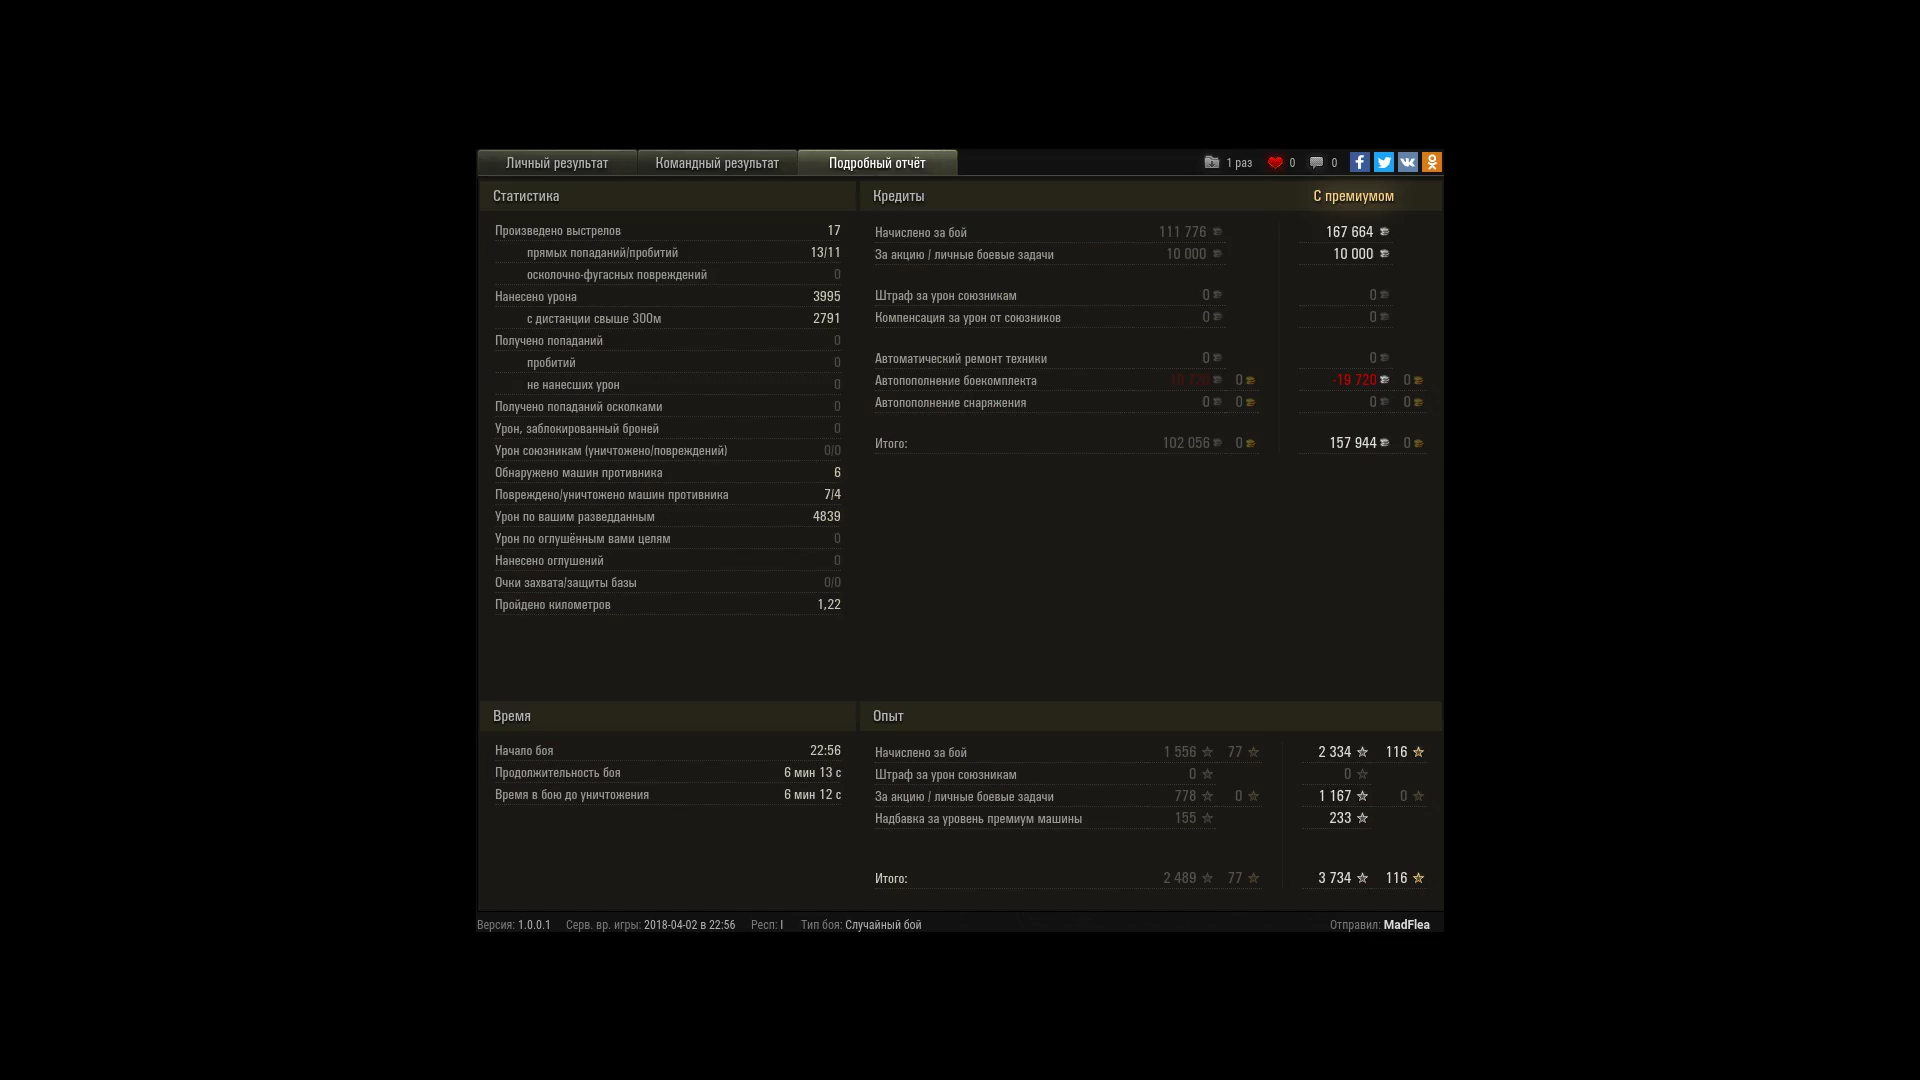 Личный результат Командный результат Подробный отчёт 1 раз 0 0
Статистика
Произведено выстрелов 17
прямых попаданий/пробитий 13/11
осколочно-фугасных повреждений 0
Нанесено урона 3995
с дистанции свыше 300м 2791
Получено попаданий 0
пробитий 0
не нанесших урон 0
Получено попаданий осколками 0
Урон, заблокированный броней 0
Урон союзникам (уничтожено/повреждений) 0/0
Обнаружено машин противника 6
Повреждено/уничтожено машин противника 7/4
Урон по вашим разведданным 4839
Урон по оглушённым вами целям 0
Нанесено оглушений 0
Очки захвата/защиты базы 0/0
Пройдено километров 1,22
Кредиты С премиумом
Начислено за бой 111 776 167 664
За акцию / личные боевые задачи 10 000 10 000
Штраф за урон союзникам 0 0
Компенсация за урон от союзников 0 0
Автоматический ремонт техники 0 0
Автопополнение боекомплекта 0 -19 720 0
Автопополнение снаряжения 0 0 0 0
Итого: 102 056 0 157 944 0
Время
Начало боя 22:56
Продолжительность боя 6 мин 13 с
Время в бою до уничтожения 6 мин 12 с
Опыт
Начислено за бой 1 556 77 2 334 116
Штраф за урон союзникам 0 0
За акцию / личные боевые задачи 778 0 1 167 0
Надбавка за уровень премиум машины 155 233
Итого: 2 489 77 3 734 116
Версия: 1.0.0.1 Серв. вр. игры: 2018-04-02 в 22:56 Респ: I Тип боя: Случайный бой Отправил: MadFlea